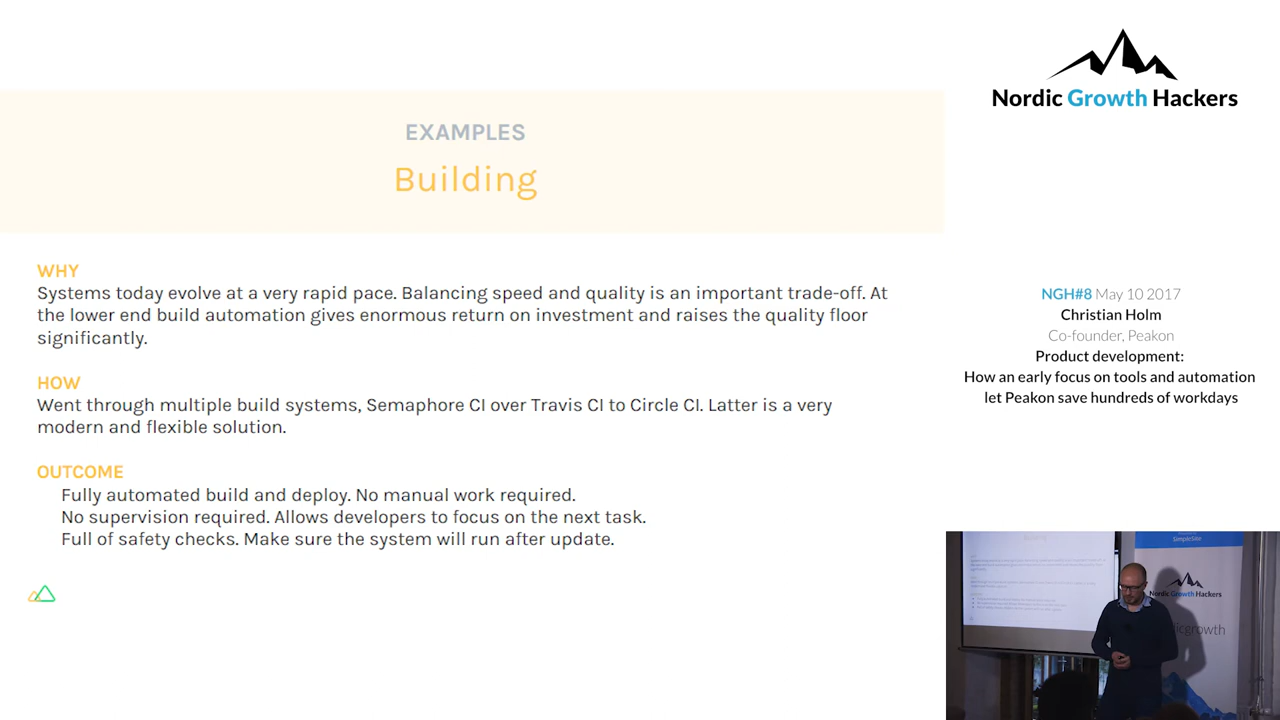 EXAMPLES
Building
WHY
Systems today evolve at a very rapid pace. Balancing speed and quality is an important trade-off. At
the lower end build automation gives enormous return on investment and raises the quality floor
significantly.
HOW
Went through multiple build systems, Semaphore CI over Travis CI to Circle CI. Latter is a very
modern and flexible solution.
OUTCOME
Fully automated build and deploy. No manual work required.
No supervision required. Allows developers to focus on the next task.
Full of safety checks. Make sure the system will run after update.
Nordic Growth Hackers
NGH#8 May 10 2017
Christian Holm
Co-founder, Peakon
Product development:
How an early focus on tools and automation
let Peakon save hundreds of workdays
SimpleSite
Nordic Growth Hackers
growth